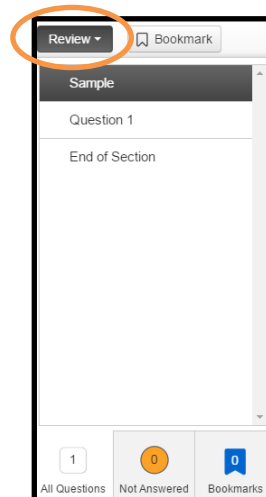 Review Bookmark
Sample
Question 1
End of Section
1 0 0
All Questions Not Answered Bookmarks